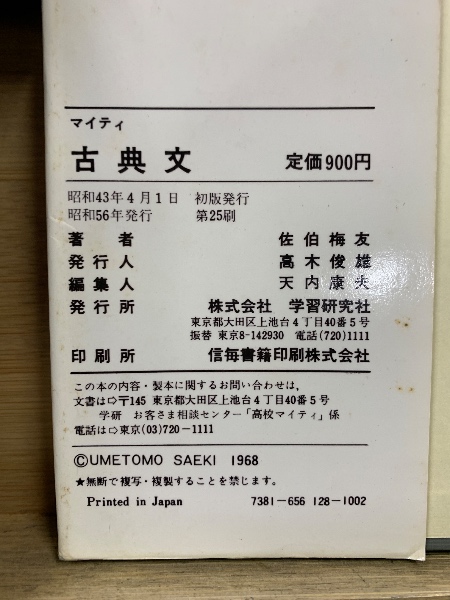 マイティ
古典文 定価900円
昭和43年4月1日 初版発行
昭和56年発行 第25刷
著者 佐伯梅友
発行人 高木俊雄
編集人 天内康夫
発行所 株式会社 学習研究社
東京都大田区上池台4丁目40番5号
振替 東京8-142930 電話(720)1111
印刷所 信毎書籍印刷株式会社
この本の内容・製本に関するお問い合わせは,
文書は⇨〒145 東京都大田区上池台4丁目40番5号
学研 お客さま相談センター「高校マイティ」係
電話は⇨東京(03)720-1111
©UMETOMO SAEKI 1968
★無断で複写・複製することを禁じます。
Printed in Japan 7381-656 128-1002